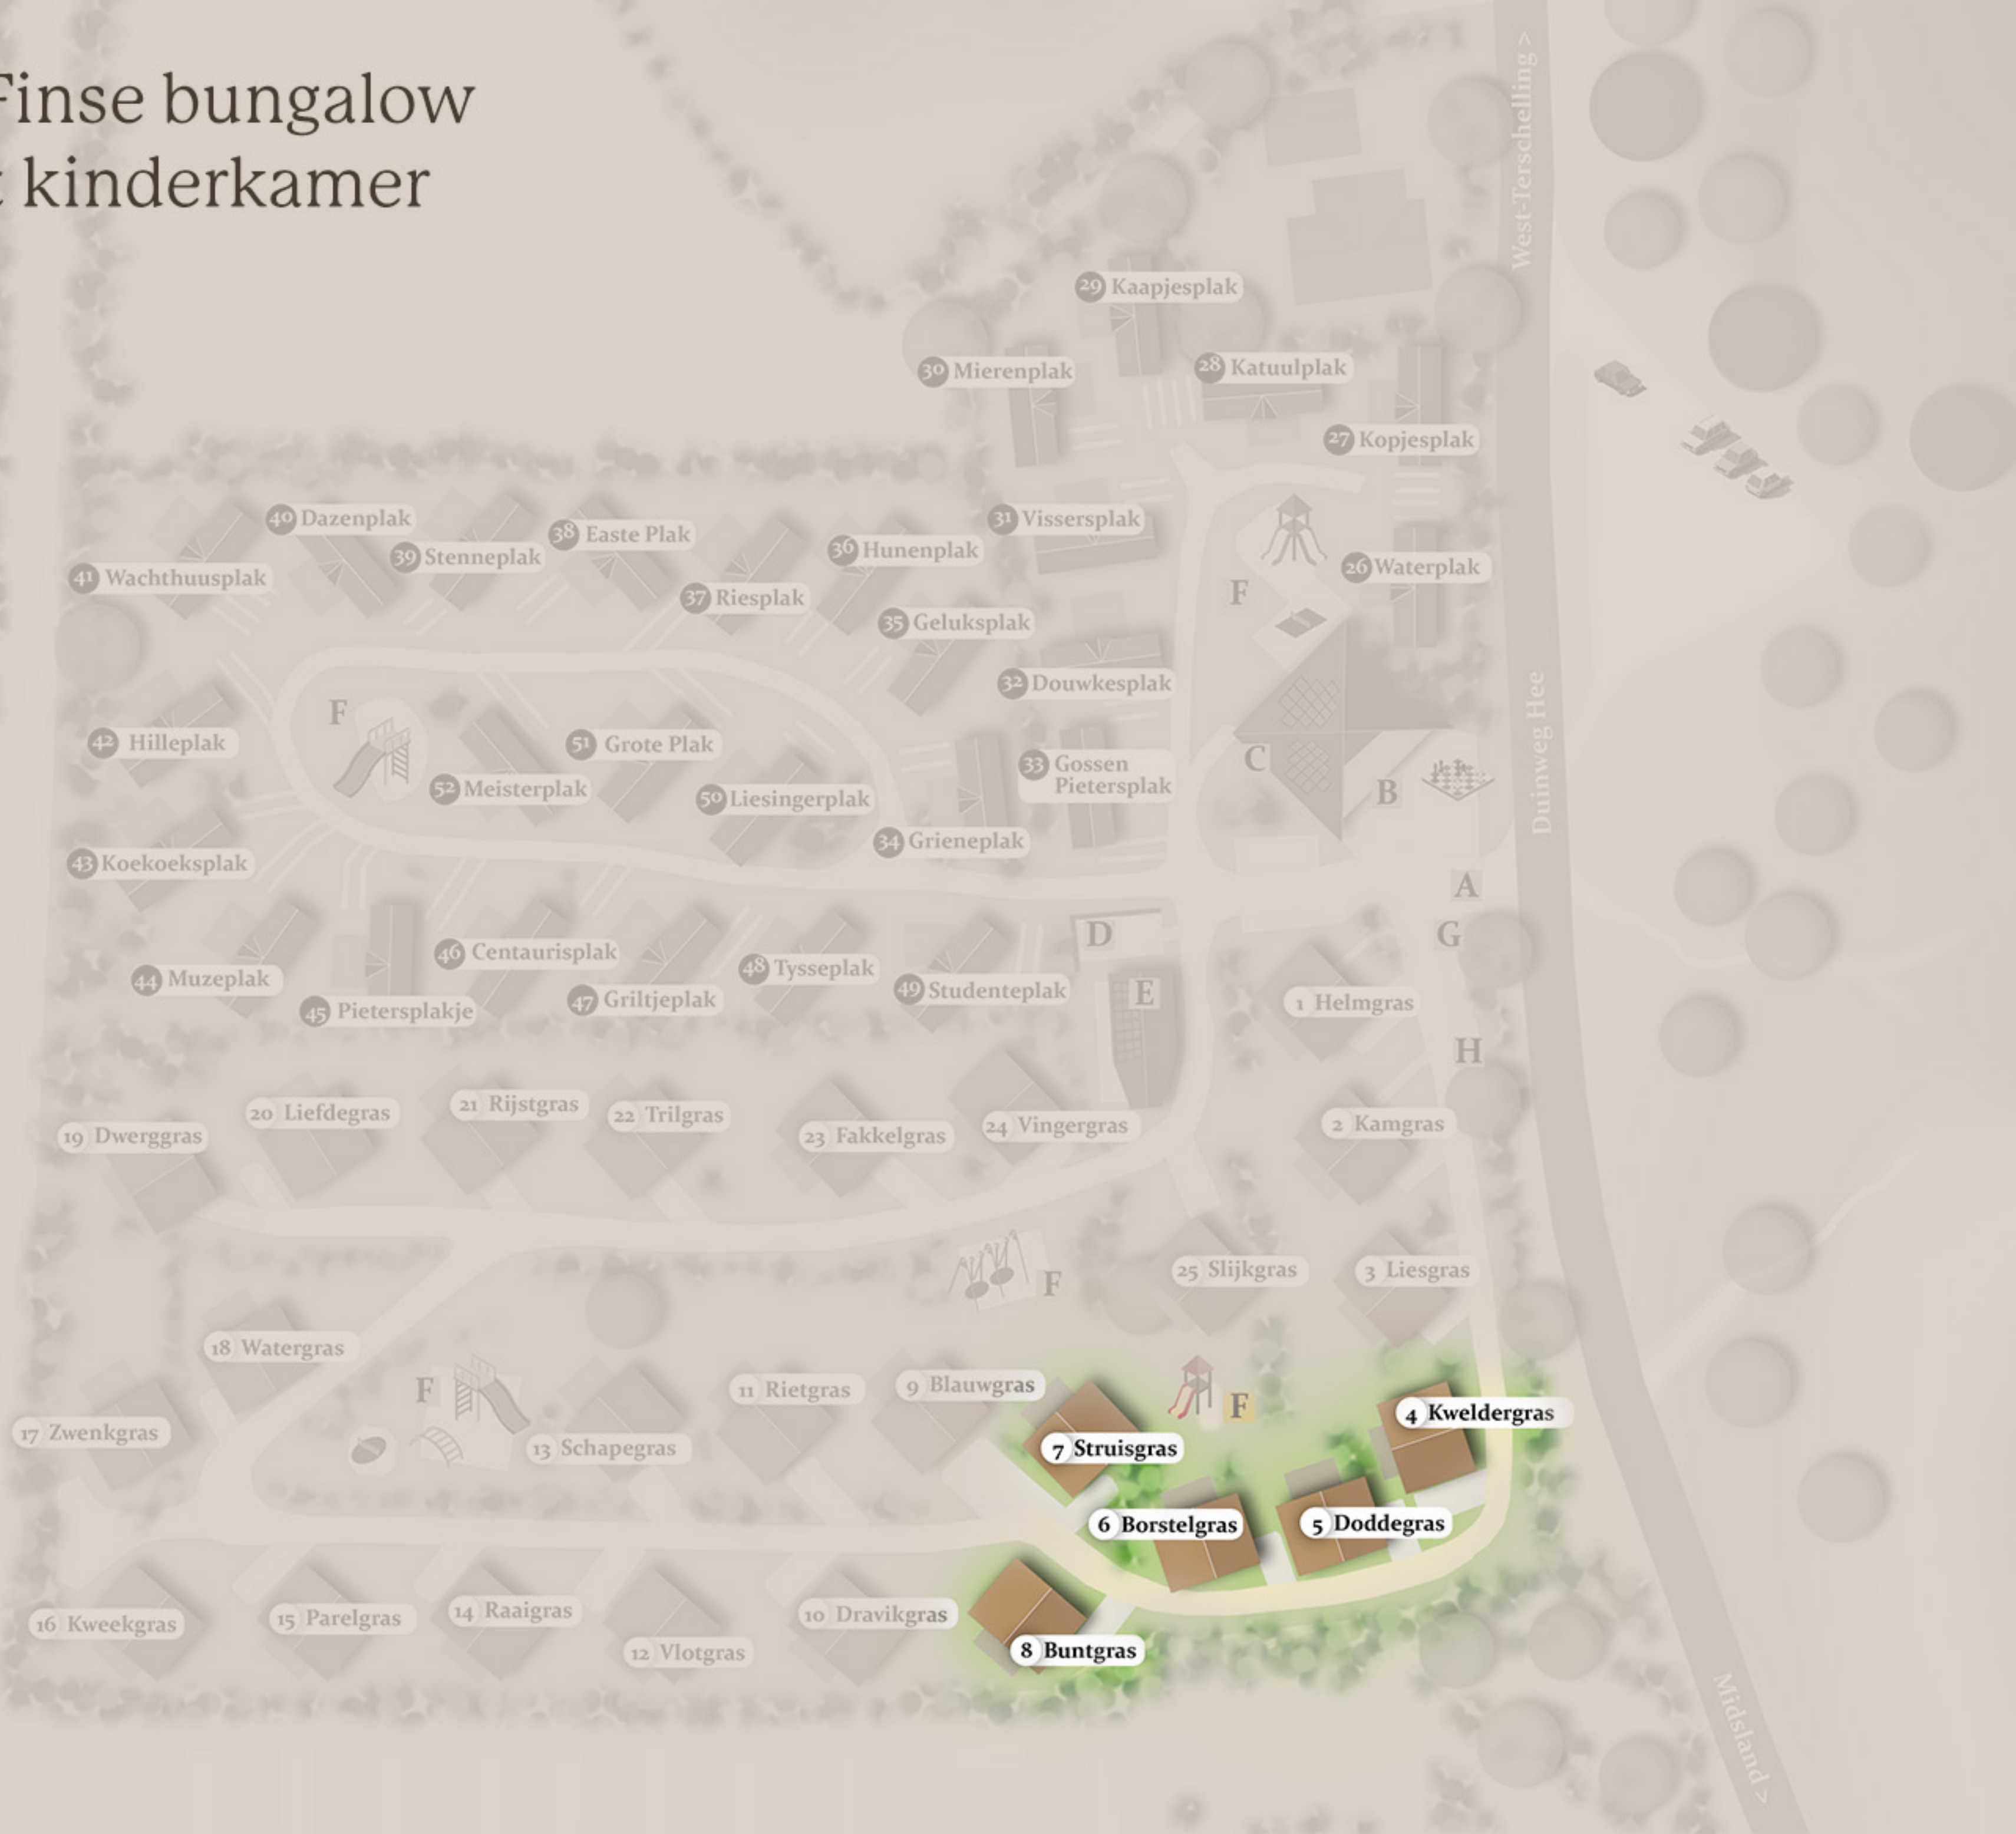 Finse bungalow
kinderkamer
West-Terschelling >
29 Kaapjesplak
30 Mierenplak
28 Katuulplak
27 Kopjesplak
40 Dazenplak
38 Easte Plak
31 Vissersplak
39 Stenneplak
36 Hunenplak
41 Wachthuusplak
26 Waterplak
37 Riesplak
F
35 Geluksplak
32 Douwkesplak
F
42 Hilleplak
51 Grote Plak
33 Gossen
Pietersplak
C
Duinweg Hee
52 Meisterplak
50 Liesingerplak
B
34 Grieneplak
43 Koekoeksplak
A
D
G
46 Centaurisplak
48 Tysseplak
44 Muzeplak
49 Studenteplak
E
47 Griltjeplak
1 Helmgras
45 Pietersplakje
H
21 Rijstgras
20 Liefdegras
22 Trilgras
24 Vingergras
2 Kamgras
19 Dwerggras
23 Fakkelgras
25 Slijkgras
3 Liesgras
F
18 Watergras
F
11 Rietgras
9 Blauwgras
F
4 Kweldergras
17 Zwenkgras
13 Schapegras
7 Struisgras
6 Borstelgras
5 Doddegras
16 Kweekgras
15 Parelgras
14 Raaigras
10 Dravikgras
12 Vlotgras
8 Buntgras
Midsland >